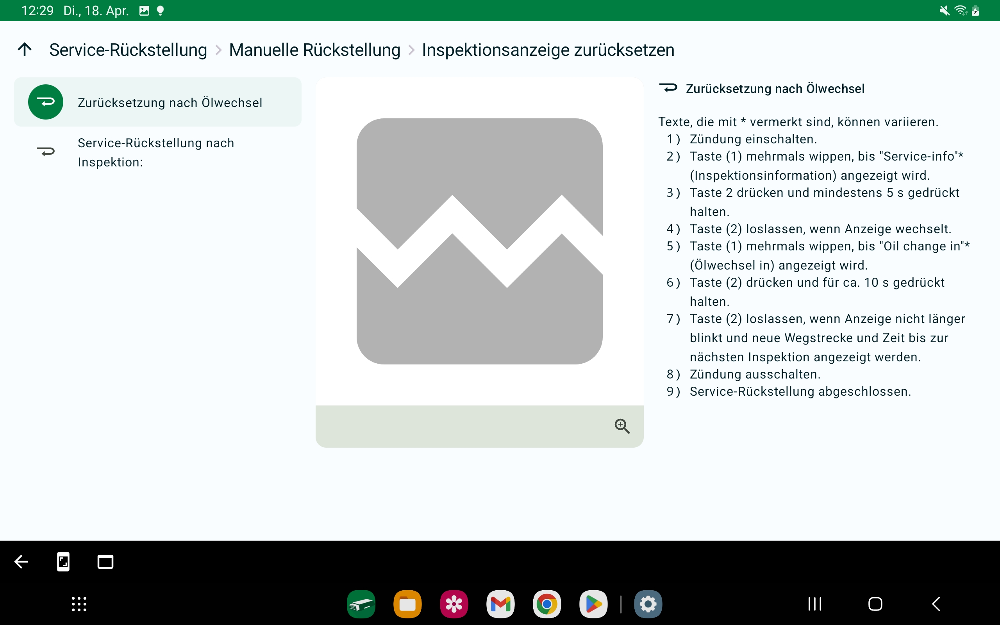 12:29 Di., 18. Apr.
Service-Rückstellung > Manuelle Rückstellung > Inspektionsanzeige zurücksetzen
Zurücksetzung nach Ölwechsel
Service-Rückstellung nach
Inspektion:
Zurücksetzung nach Ölwechsel
Texte, die mit * vermerkt sind, können variieren.
1) Zündung einschalten.
2) Taste (1) mehrmals wippen, bis "Service-info"*
(Inspektionsinformation) angezeigt wird.
3) Taste 2 drücken und mindestens 5 s gedrückt
halten.
4) Taste (2) loslassen, wenn Anzeige wechselt.
5) Taste (1) mehrmals wippen, bis "Oil change in"*
(Ölwechsel in) angezeigt wird.
6) Taste (2) drücken und für ca. 10 s gedrückt
halten.
7) Taste (2) loslassen, wenn Anzeige nicht länger
blinkt und neue Wegstrecke und Zeit bis zur
nächsten Inspektion angezeigt werden.
8) Zündung ausschalten.
9) Service-Rückstellung abgeschlossen.